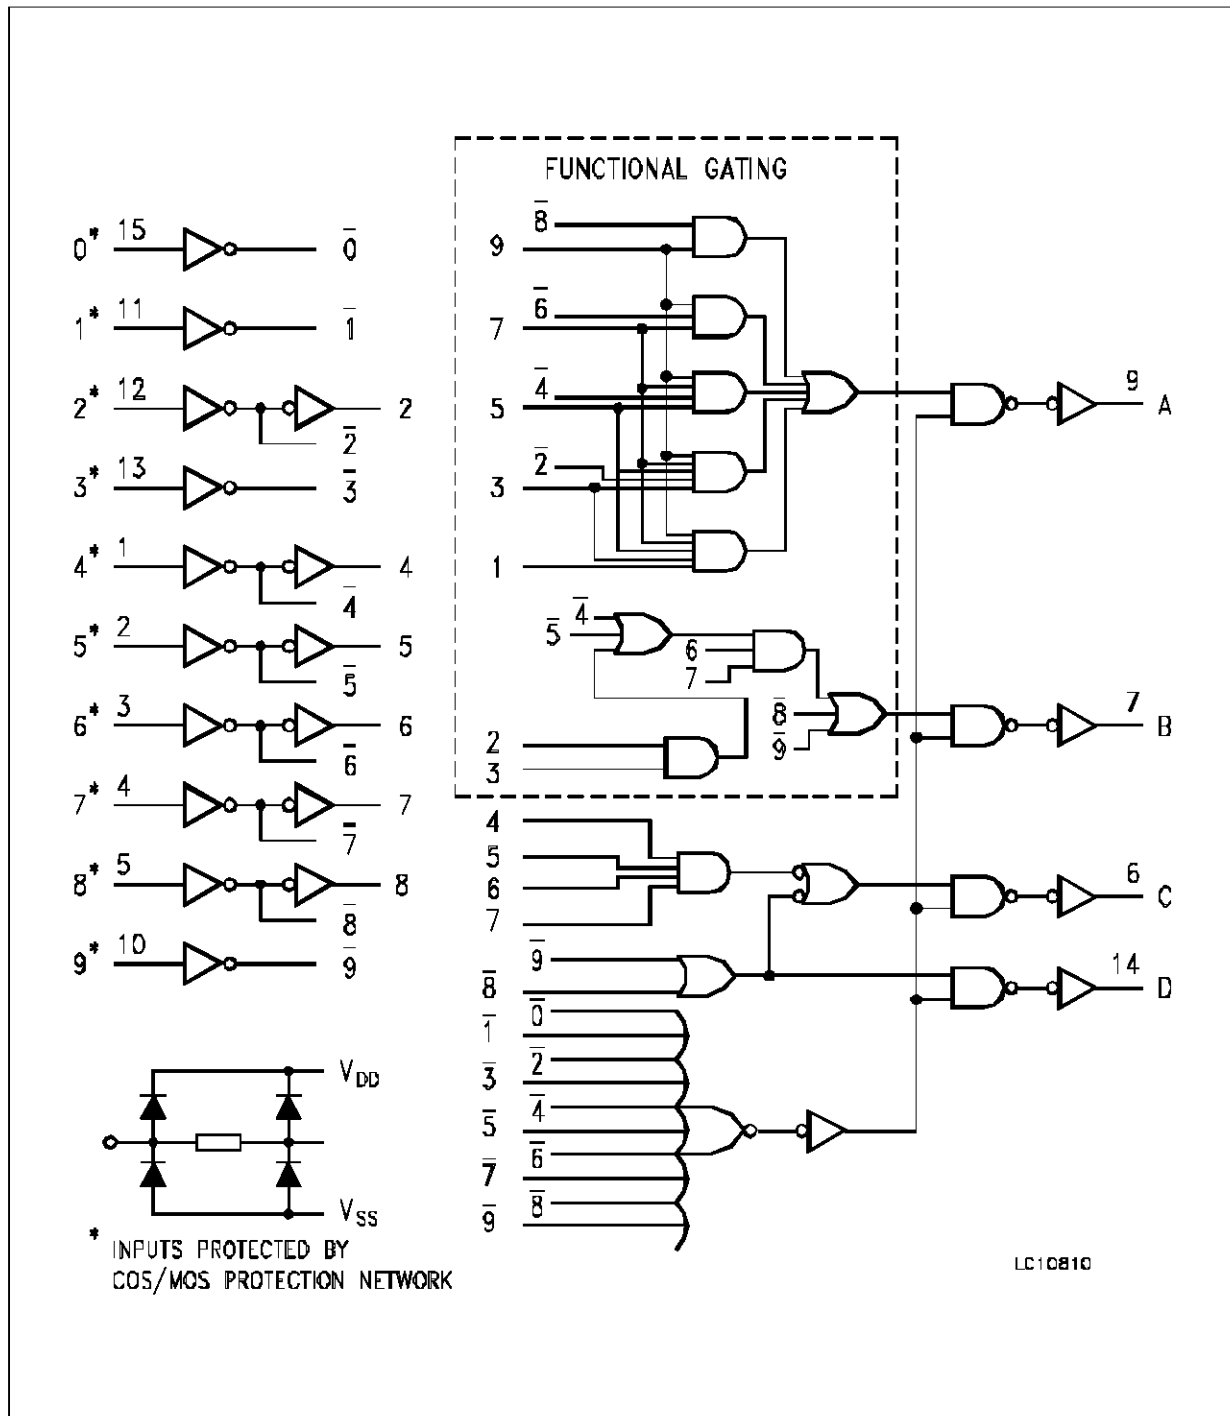 FUNCTIONAL GATING
0* 15 0̅
1* 11 1̅
2* 12 2
2̅
3* 13 3̅
4* 1 4
4̅
5* 2 5
5̅
6* 3 6
6̅
7* 4 7
7̅
8* 5 8
8̅
9* 10 9̅
8̅
9
6̅
7
4̅
5
2̅
3
1
4̅
5̅
6
7
8̅
9̅
2
3
4
5
6
7
9̅
8̅
0̅
1̅
2̅
3̅
4̅
5̅
6̅
7̅
8̅
9̅
9 A
7 B
6 C
14 D
VDD
VSS
* INPUTS PROTECTED BY
COS/MOS PROTECTION NETWORK
LC10810